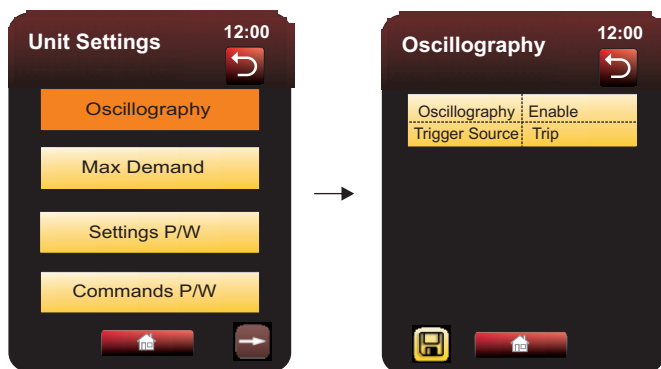 Unit Settings
12:00
Oscillography
Max Demand
Settings P/W
Commands P/W
Oscillography
12:00
Oscillography Enable
Trigger Source Trip